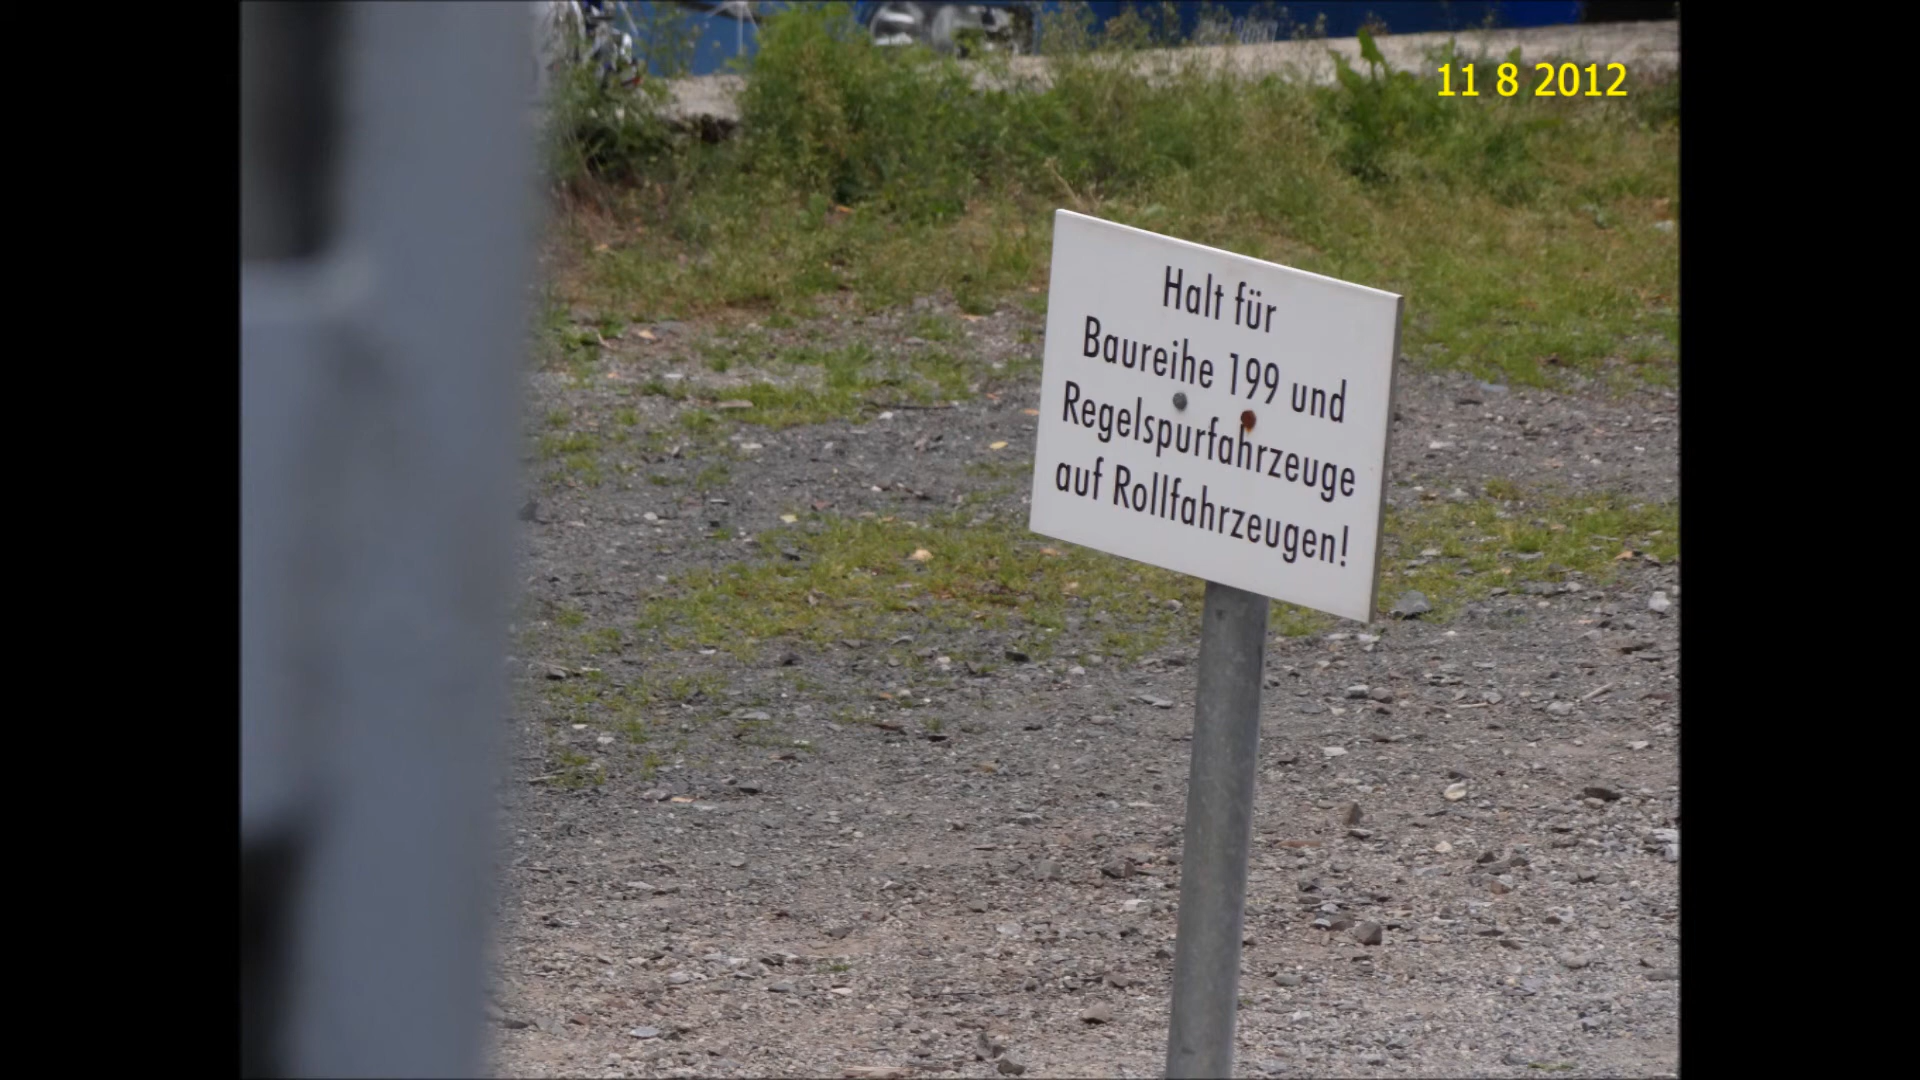 11 8 2012
Halt für
Baureihe 199 und
Regelspurfahrzeuge
auf Rollfahrzeugen!